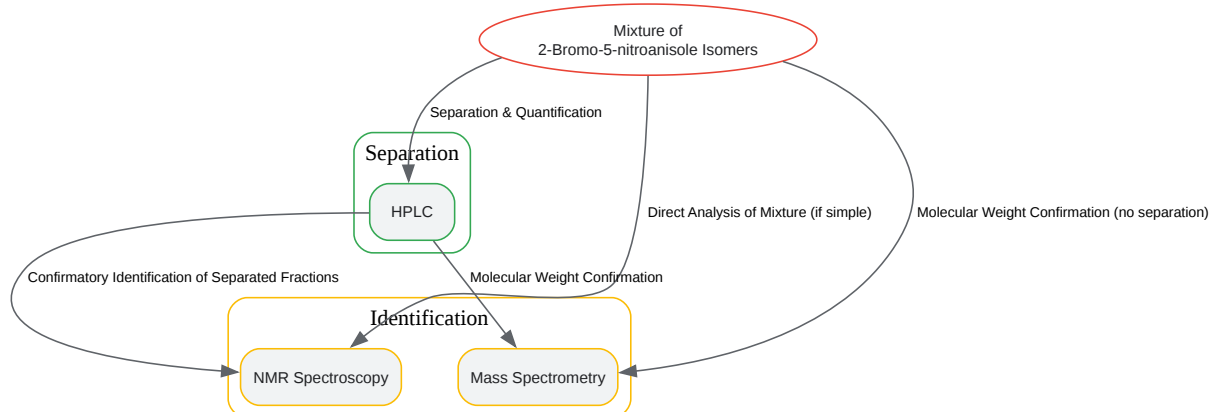 Mixture of
2-Bromo-5-nitroanisole Isomers
Separation & Quantification
Separation
HPLC
Direct Analysis of Mixture (if simple)
Molecular Weight Confirmation (no separation)
Confirmatory Identification of Separated Fractions
Molecular Weight Confirmation
Identification
NMR Spectroscopy
Mass Spectrometry